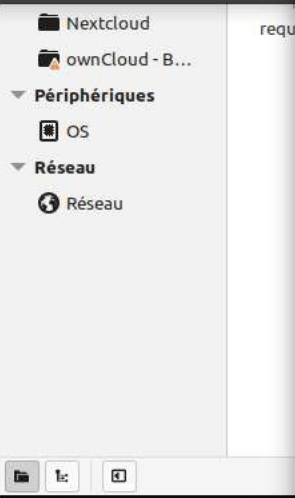 Nextcloud
requ
ownCloud - B...
Périphériques
OS
Réseau
Réseau